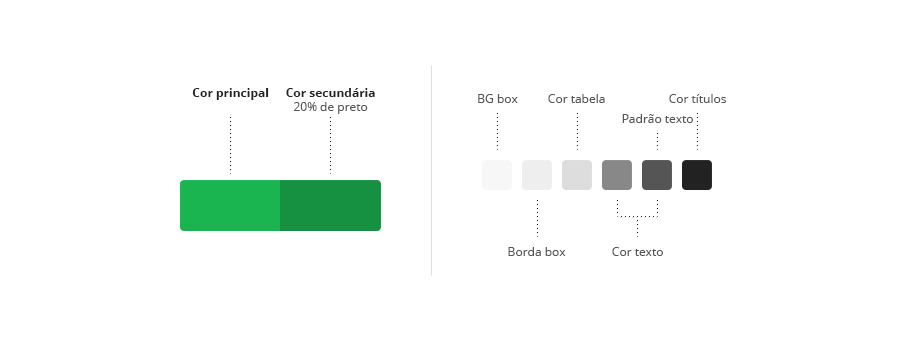 Cor principal
Cor secundária
20% de preto
BG box
Cor tabela
Cor títulos
Padrão texto
Borda box
Cor texto